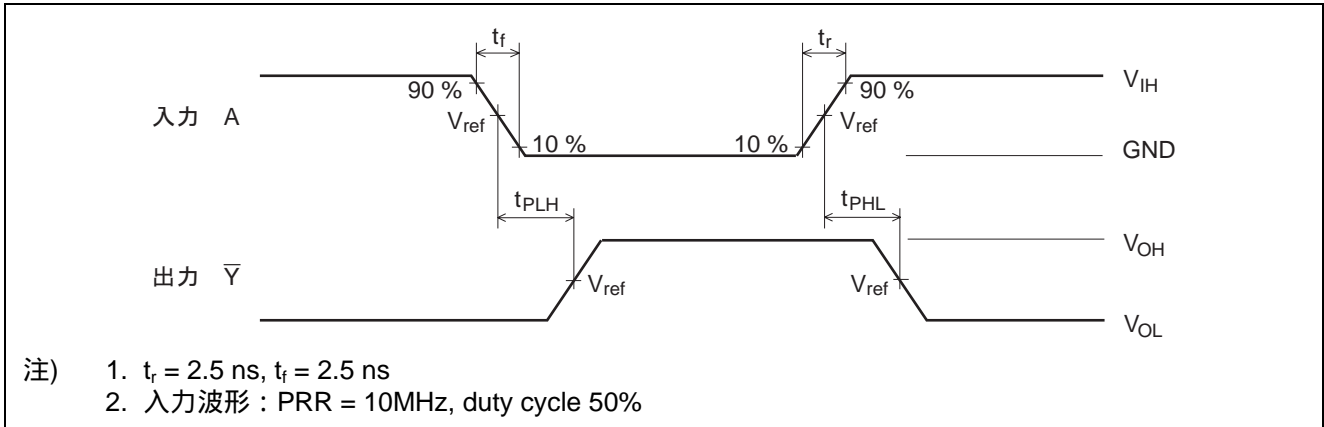 tf
tr
90 %
90 %
VIH
入力 A
Vref
Vref
10 %
10 %
GND
tPLH
tPHL
VOH
出力 Y̅
Vref
Vref
VOL
注) 1. tr = 2.5 ns, tf = 2.5 ns
2. 入力波形：PRR = 10MHz, duty cycle 50%